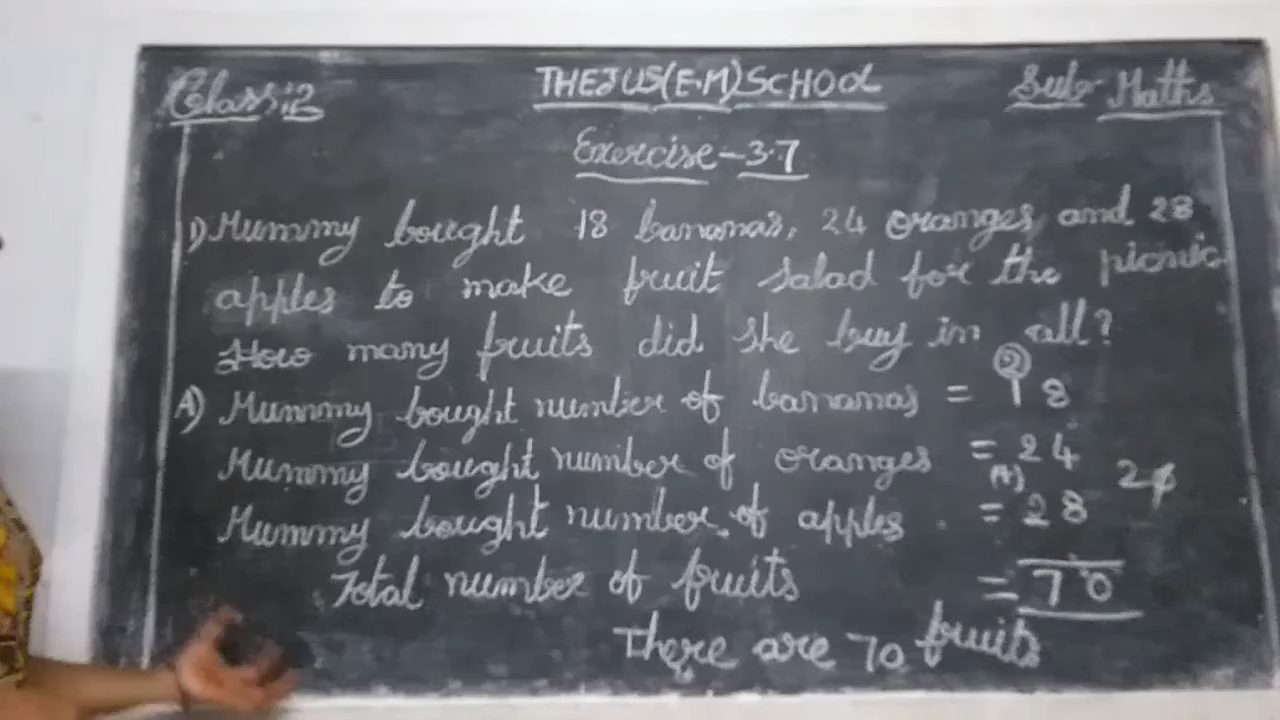 Class:2 THEJUS(E.M)SCHOOL Sub- Maths
Exercise-3.7
1) Mummy bought 18 bananas, 24 oranges and 28
apples to make fruit salad for the picnic.
How many fruits did she buy in all?
②
A) Mummy bought number of bananas = 18
Mummy bought number of oranges = 24
Mummy bought number of apples = 28
Total number of fruits = 70
There are 70 fruits